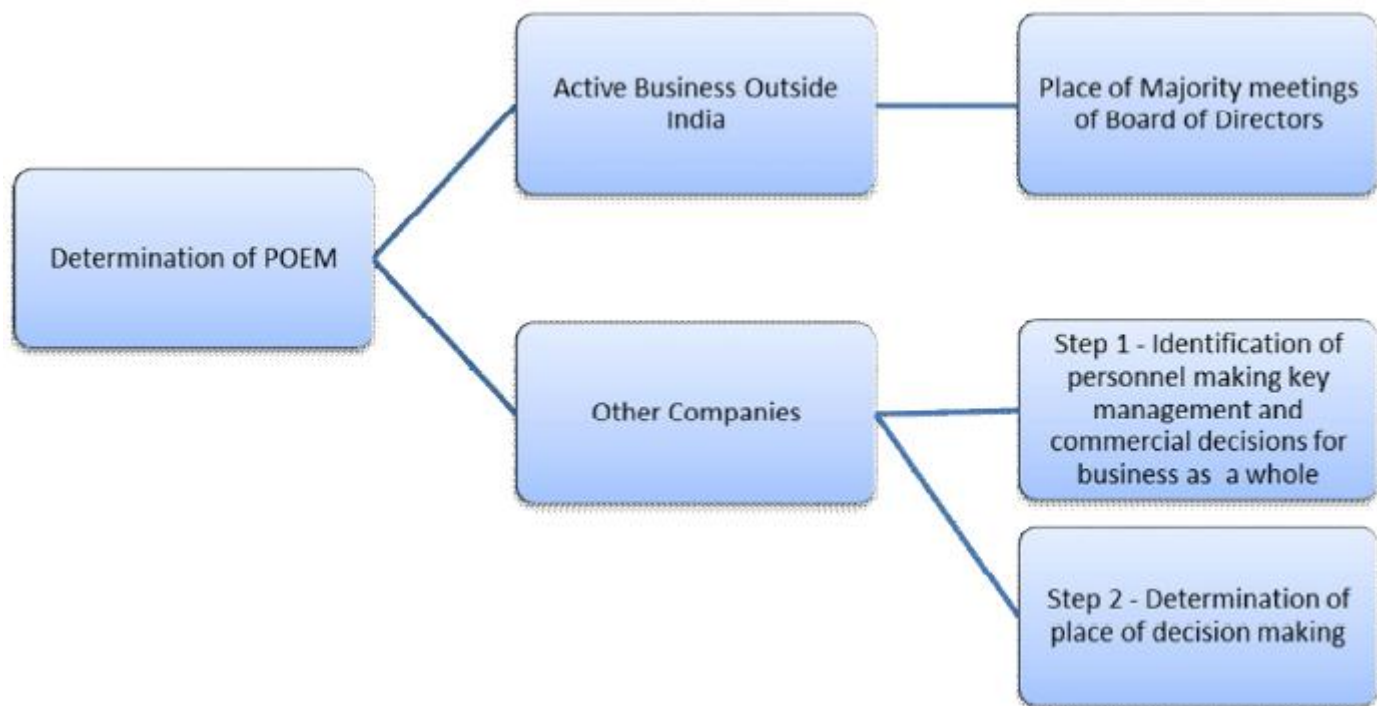 Determination of POEM
Active Business Outside
India
Place of Majority meetings
of Board of Directors
Other Companies
Step 1 - Identification of
personnel making key
management and
commercial decisions for
business as a whole
Step 2 - Determination of
place of decision making